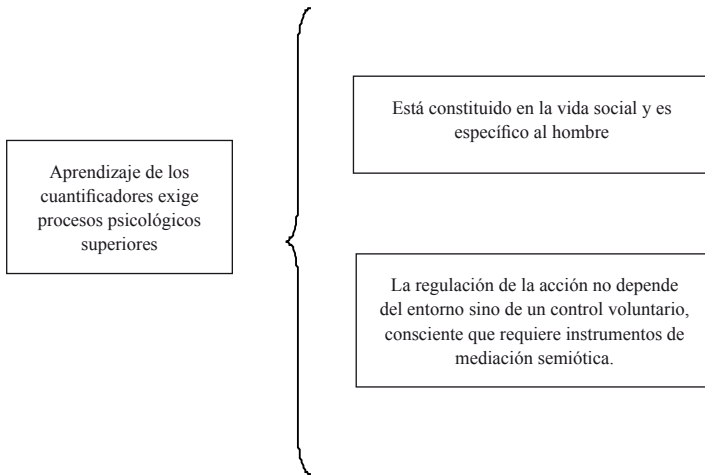 Aprendizaje de los
cuantificadores exige
procesos psicológicos
superiores
Está constituido en la vida social y es
específico al hombre
La regulación de la acción no depende
del entorno sino de un control voluntario,
consciente que requiere instrumentos de
mediación semiótica.